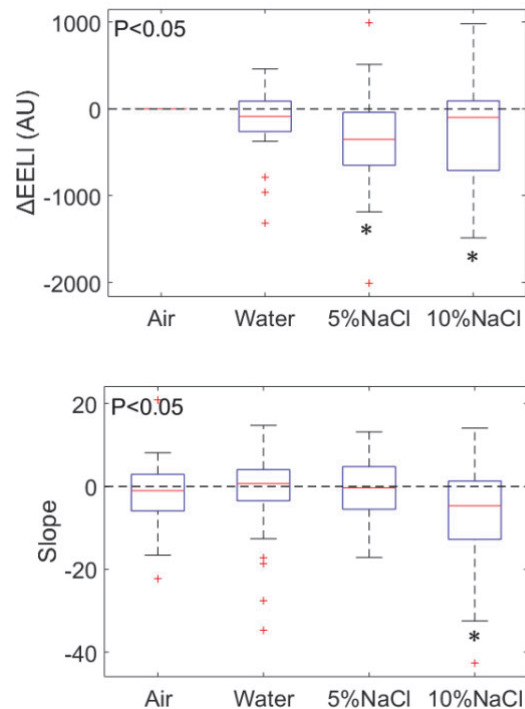 P<0.05
1000
0
-1000
-2000
ΔEELI (AU)
*
*
Air Water 5%NaCl 10%NaCl
P<0.05
20
0
-20
-40
Slope
*
Air Water 5%NaCl 10%NaCl